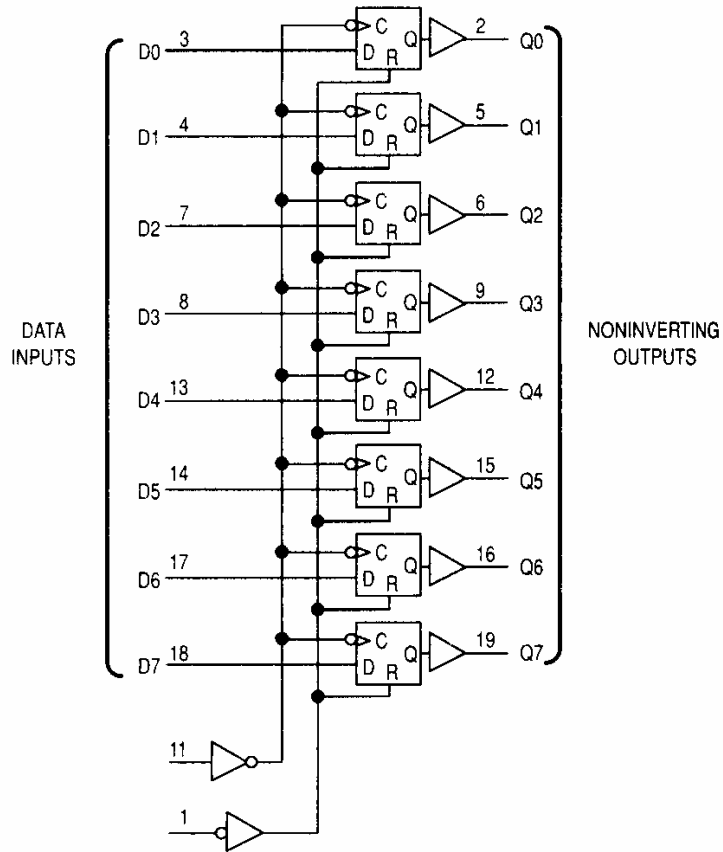 C
D0 3 D R Q 2 Q0
C
D1 4 D R Q 5 Q1
C
D2 7 D R Q 6 Q2
C
D3 8 D R Q 9 Q3
DATA
INPUTS
NONINVERTING
OUTPUTS
C
D4 13 D R Q 12 Q4
C
D5 14 D R Q 15 Q5
C
D6 17 D R Q 16 Q6
C
D7 18 D R Q 19 Q7
11
1